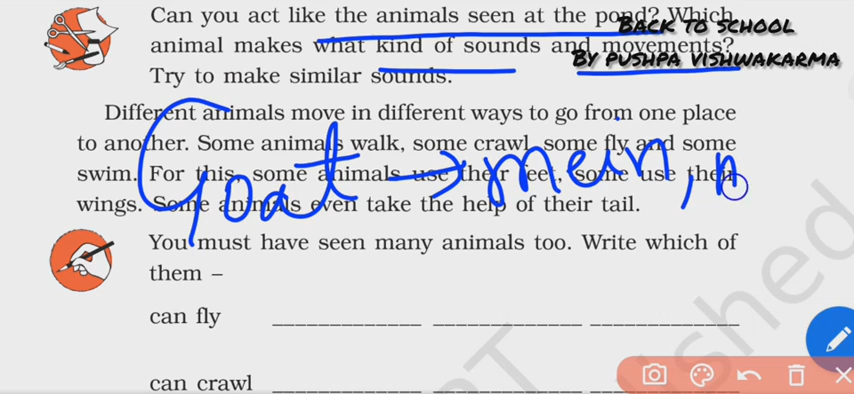 Can you act like the animals seen at the pond? Which
BACK TO SCHOOL
animal makes what kind of sounds and movements?
BY PUSHPA VISHWAKARMA
Try to make similar sounds.
Different animals move in different ways to go from one place
to another. Some animals walk, some crawl, some fly and some
swim. For this, some animals use their feet, some use their
Goat → mein, n
wings. Some animals even take the help of their tail.
You must have seen many animals too. Write which of
them –
can fly
can crawl